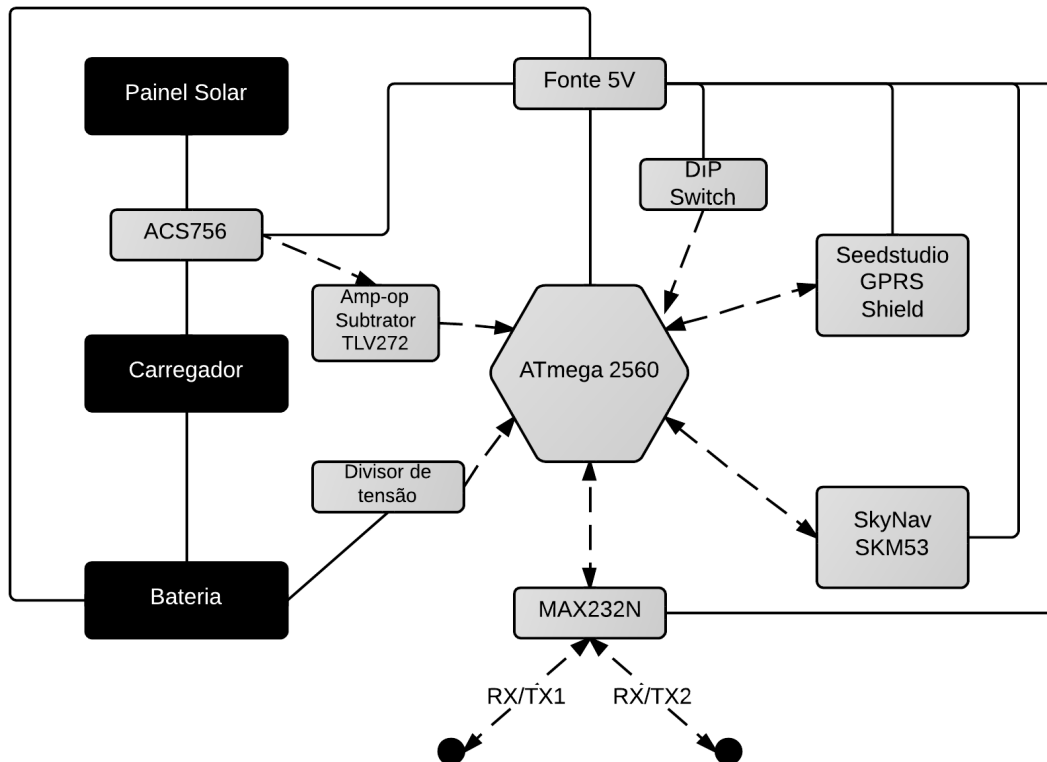 Painel Solar
Fonte 5V
DiP
Switch
ACS756
Seedstudio
GPRS
Shield
Amp-op
Subtrator
TLV272
Carregador
ATmega 2560
Divisor de
tensão
SkyNav
SKM53
Bateria
MAX232N
RX/TX1
RX/TX2